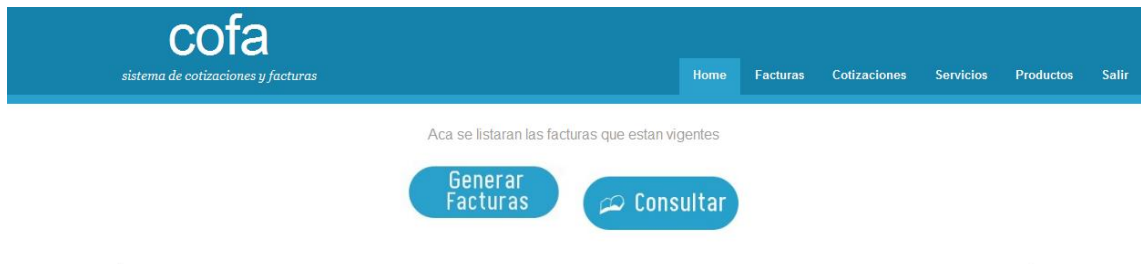 cofa
sistema de cotizaciones y facturas
Home Facturas Cotizaciones Servicios Productos Salir
Aca se listaran las facturas que estan vigentes
Generar
Facturas
Consultar